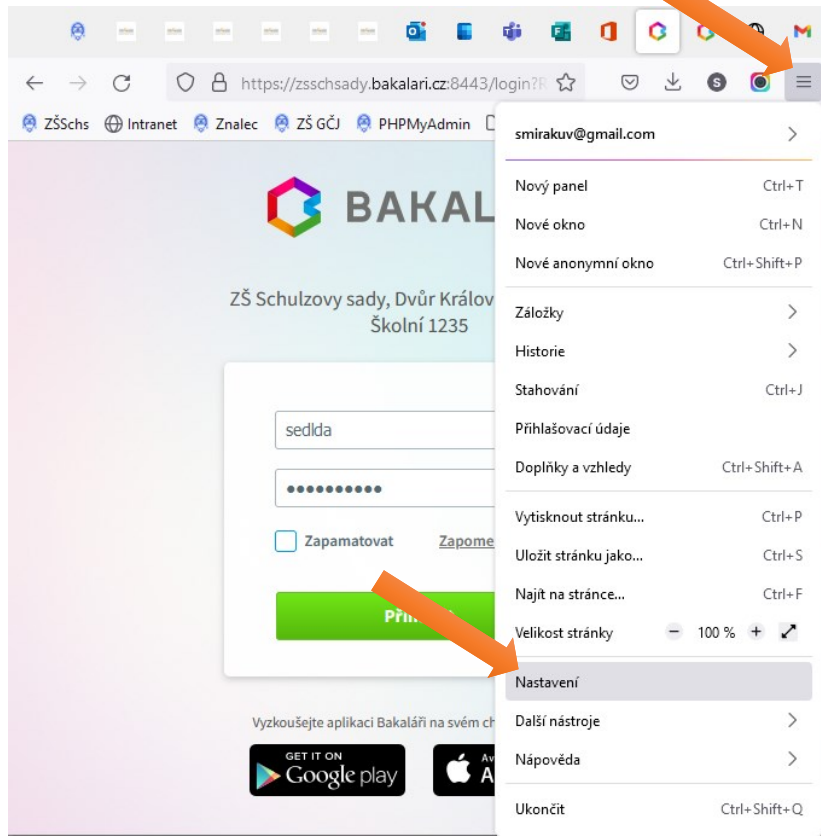 https://zsschsady.bakalari.cz:8443/login?R
ZŠSchs Intranet Znalec ZŠ GČJ PHPMyAdmin
BAKAL
ZŠ Schulzovy sady, Dvůr Králov
Školní 1235
sedlda
Zapamatovat Zapome
Při
Vyzkoušejte aplikaci Bakaláři na svém ch
GET IT ON
Google play
Av
A
smirakuv@gmail.com
Nový panel Ctrl+T
Nové okno Ctrl+N
Nové anonymní okno Ctrl+Shift+P
Záložky
Historie
Stahování Ctrl+J
Přihlašovací údaje
Doplňky a vzhledy Ctrl+Shift+A
Vytisknout stránku... Ctrl+P
Uložit stránku jako... Ctrl+S
Najít na stránce... Ctrl+F
Velikost stránky − 100 % +
Nastavení
Další nástroje
Nápověda
Ukončit Ctrl+Shift+Q